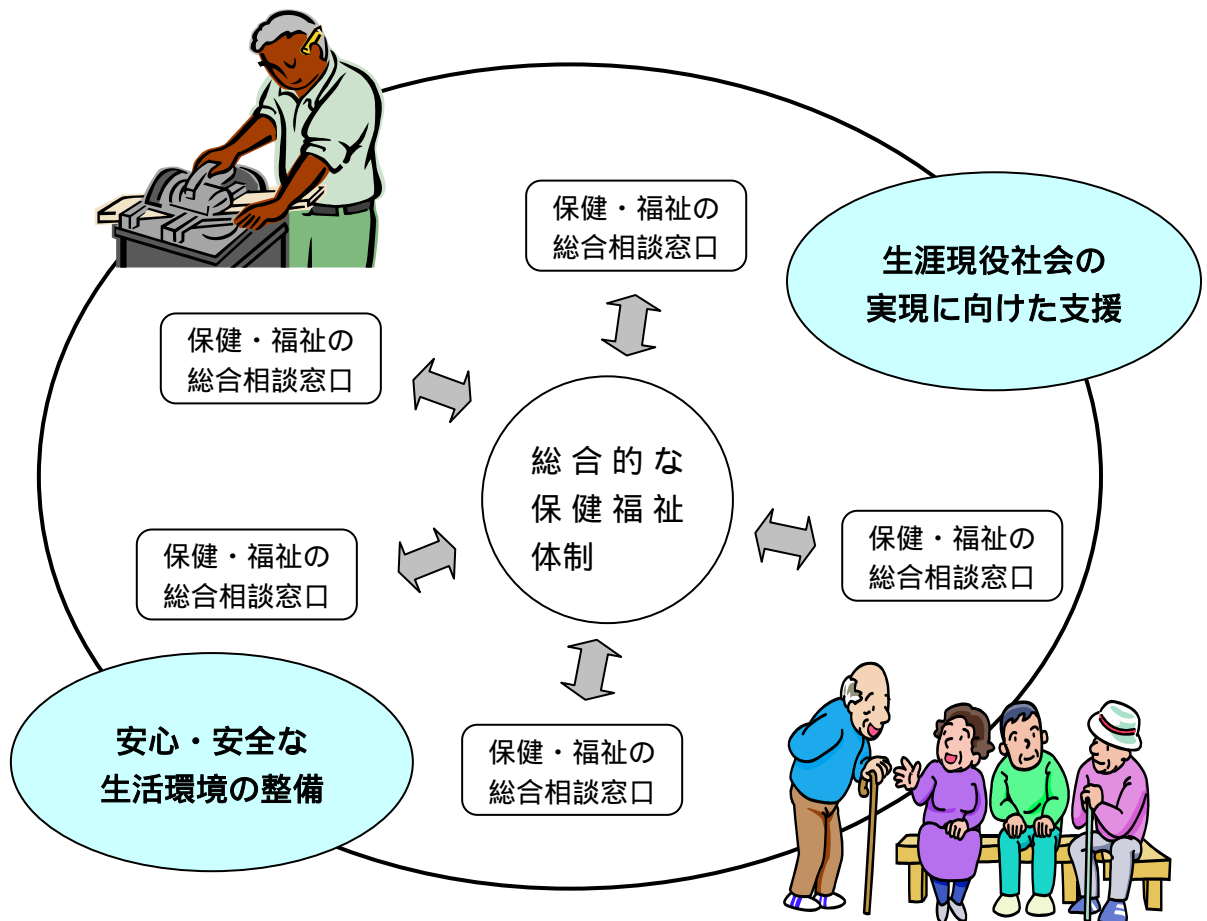 保健・福祉の
総合相談窓口
生涯現役社会の
実現に向けた支援
保健・福祉の
総合相談窓口
総合的な
保健福祉
体制
保健・福祉の
総合相談窓口
保健・福祉の
総合相談窓口
安心・安全な
生活環境の整備
保健・福祉の
総合相談窓口